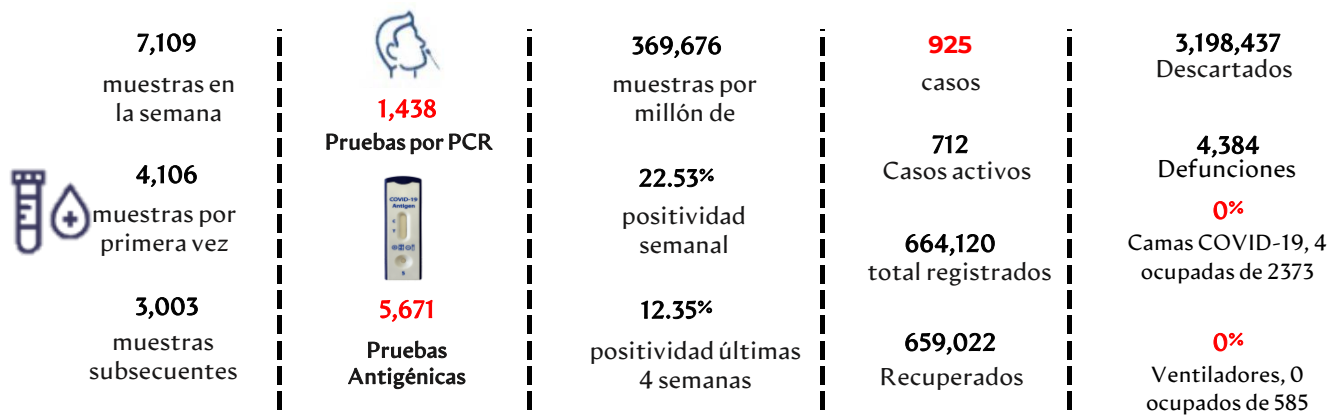 7,109
muestras en
la semana
4,106
muestras por
primera vez
3,003
muestras
subsecuentes
1,438
Pruebas por PCR
COVID-19
Antigen
5,671
Pruebas
Antigénicas
369,676
muestras por
millón de
22.53%
positividad
semanal
12.35%
positividad últimas
4 semanas
925
casos
712
Casos activos
664,120
total registrados
659,022
Recuperados
3,198,437
Descartados
4,384
Defunciones
0%
Camas COVID-19, 4
ocupadas de 2373
0%
Ventiladores, 0
ocupados de 585